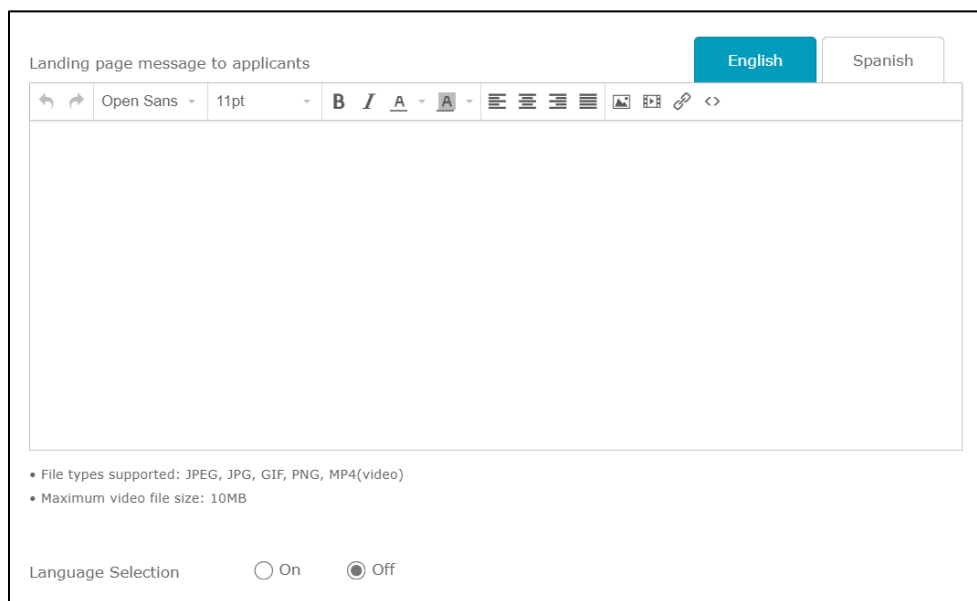 Landing page message to applicants
English
Spanish
Open Sans 11pt B I A A
• File types supported: JPEG, JPG, GIF, PNG, MP4(video)
• Maximum video file size: 10MB
Language Selection On Off